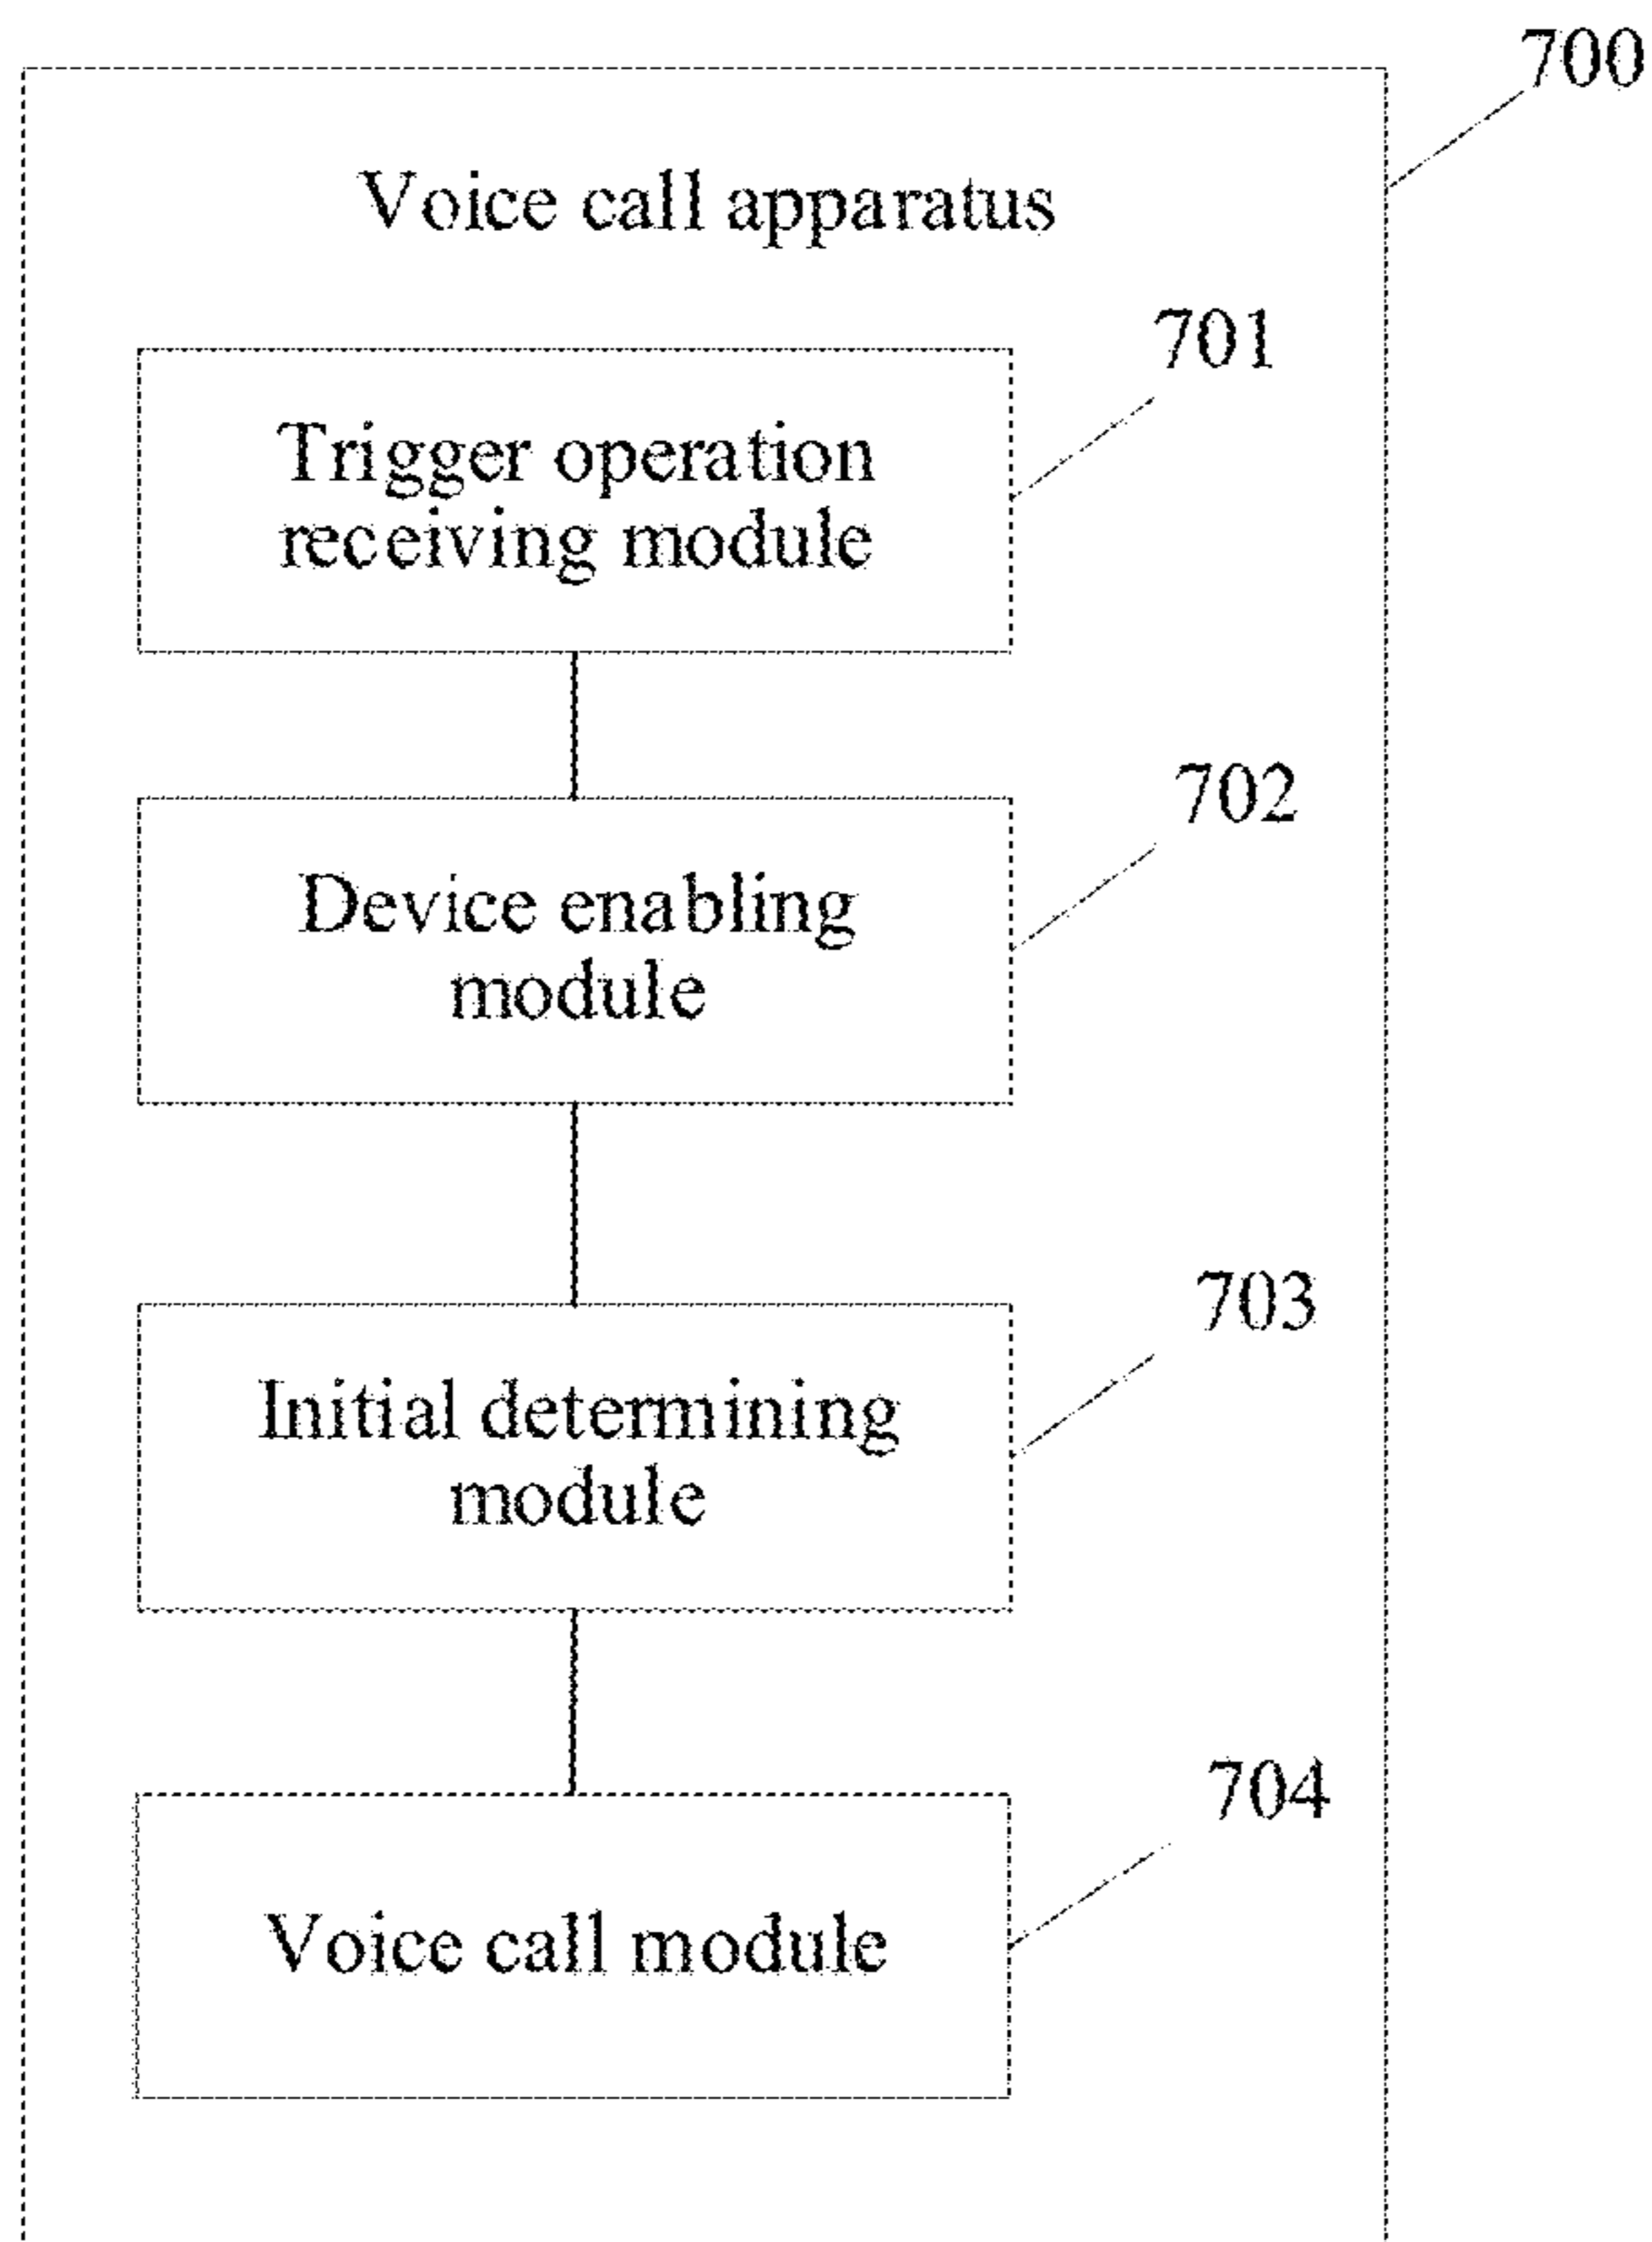 700
Voice call apparatus
701
Trigger operation
receiving module
702
Device enabling
module
703
Initial determining
module
704
Voice call module